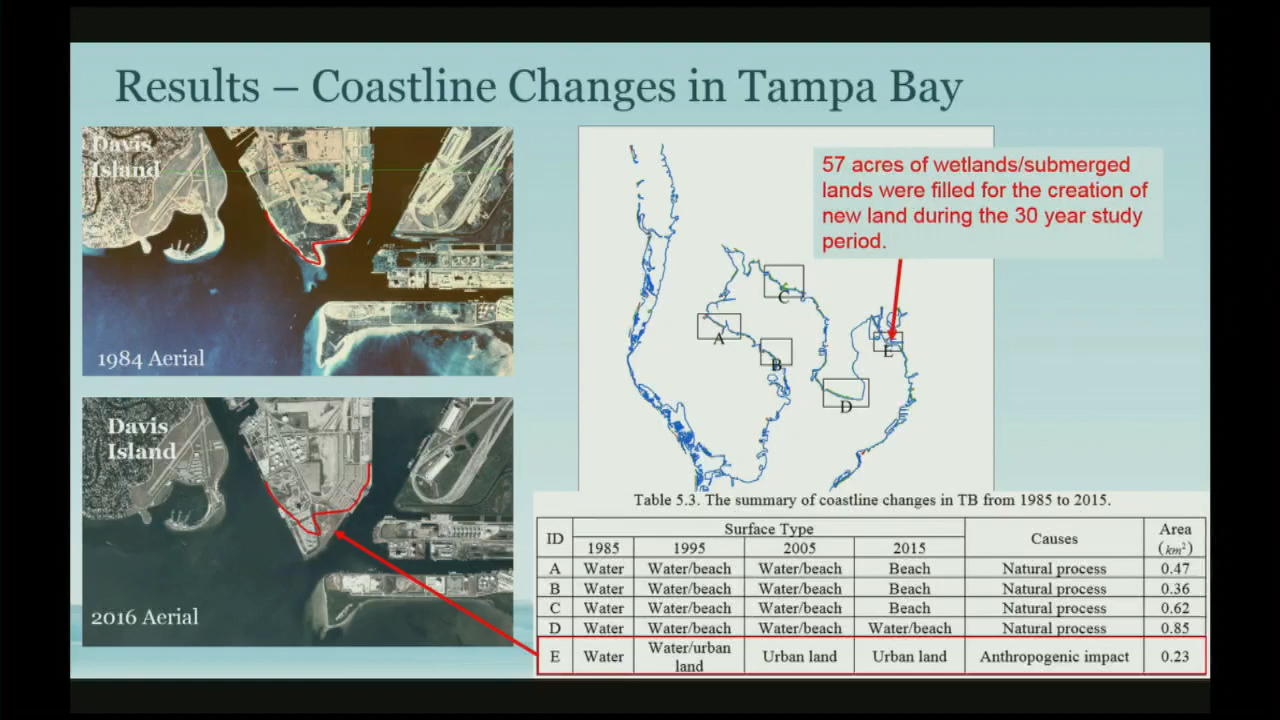 Results – Coastline Changes in Tampa Bay
Davis
Island
1984 Aerial
Davis
Island
2016 Aerial
57 acres of wetlands/submerged
lands were filled for the creation of
new land during the 30 year study
period.
C
A
B
E
D
Table 5.3. The summary of coastline changes in TB from 1985 to 2015.
ID Surface Type Causes Area
1985 1995 2005 2015 (km²)
A Water Water/beach Water/beach Beach Natural process 0.47
B Water Water/beach Water/beach Beach Natural process 0.36
C Water Water/beach Water/beach Beach Natural process 0.62
D Water Water/beach Water/beach Water/beach Natural process 0.85
E Water Water/urban land Urban land Urban land Anthropogenic impact 0.23